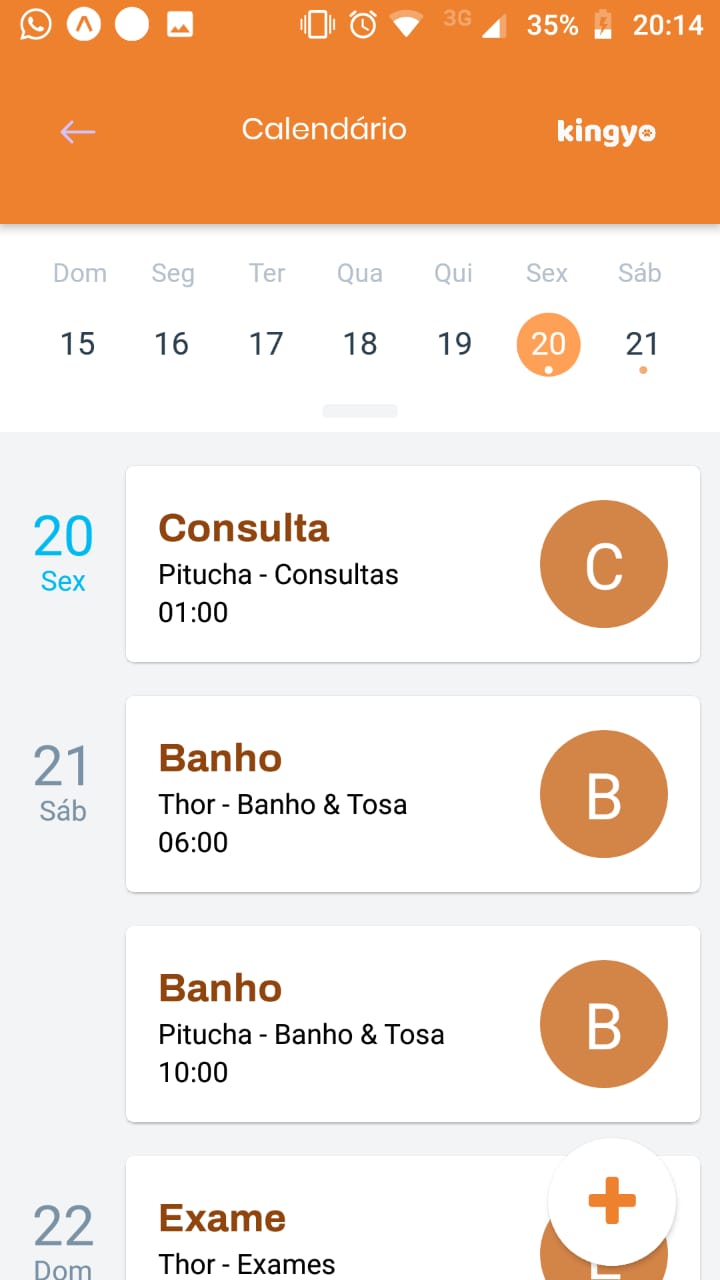 3G 35% 20:14
Calendário kingyo
Dom Seg Ter Qua Qui Sex Sáb
15 16 17 18 19 20 21
20
Sex
Consulta
Pitucha - Consultas
01:00
C
21
Sáb
Banho
Thor - Banho & Tosa
06:00
B
Banho
Pitucha - Banho & Tosa
10:00
B
22
Dom
Exame
Thor - Exames